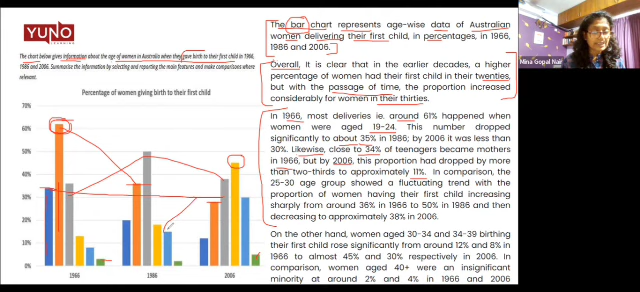 YUNO
LEARNING
The chart below gives information about the age of women in Australia when they gave birth to their first child in 1966,
1986 and 2006. Summarize the information by selecting and reporting the main features and make comparisons where
relevant.
Percentage of women giving birth to their first child
70%
60%
50%
40%
30%
20%
10%
0%
1966
1986
2006
The bar chart represents age-wise data of Australian
women delivering their first child, in percentages, in 1966,
1986 and 2006.
Overall, It is clear that in the earlier decades, a higher
percentage of women had their first child in their twenties,
but with the passage of time, the proportion increased
considerably for women in their thirties.
In 1966, most deliveries ie. around 61% happened when
women were aged 19-24. This number dropped
significantly to about 35% in 1986; by 2006 it was less than
30%. Likewise, close to 34% of teenagers became mothers
in 1966, but by 2006, this proportion had dropped by more
than two-thirds to approximately 11%. In comparison, the
25-30 age group showed a fluctuating trend with the
proportion of women having their first child increasing
sharply from around 36% in 1966 to 50% in 1986 and then
decreasing to approximately 38% in 2006.
On the other hand, women aged 30-34 and 34-39 birthing
their first child rose significantly from around 12% and 8% in
1966 to almost 45% and 30% respectively in 2006. In
comparison, women aged 40+ were an insignificant
minority at around 2% and 4% in 1966 and 2006
Mina Gopal Nair